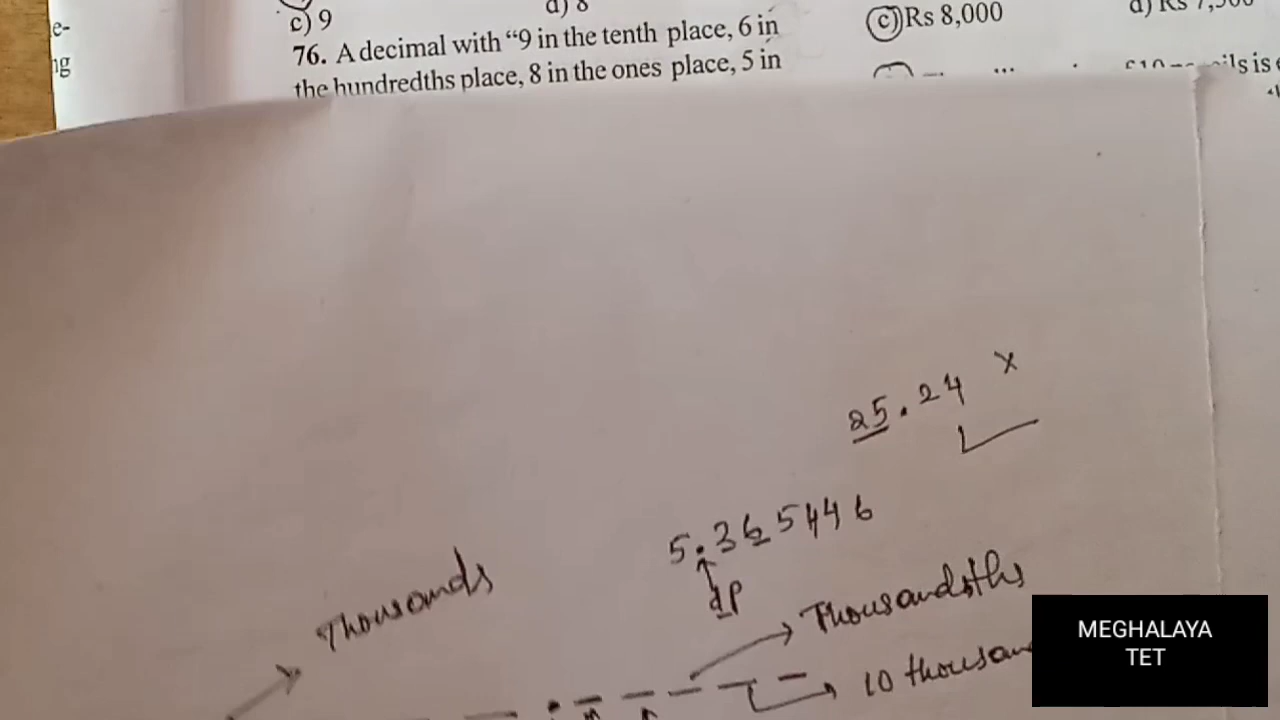 e-
ng
c) 9
d) 8
76. A decimal with “9 in the tenth place, 6 in
the hundredths place, 8 in the ones place, 5 in
c) Rs 8,000
25.24 x
5.365446
dp
Thousands
Thousandths
10 thousan
MEGHALAYA
TET